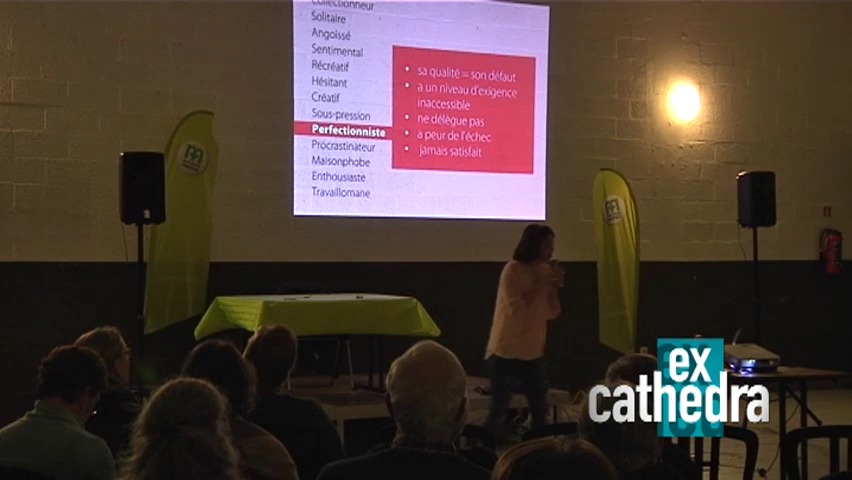 Collectionneur
Solitaire
Angoissé
Sentimental
Récréatif
Hésitant
Créatif
Sous-pression
Perfectionniste
Procrastinateur
Maisonphobe
Enthousiaste
Travaillomane
• sa qualité = son défaut
• a un niveau d'exigence
inaccessible
• ne délègue pas
• a peur de l'échec
• jamais satisfait
ex
cathedra